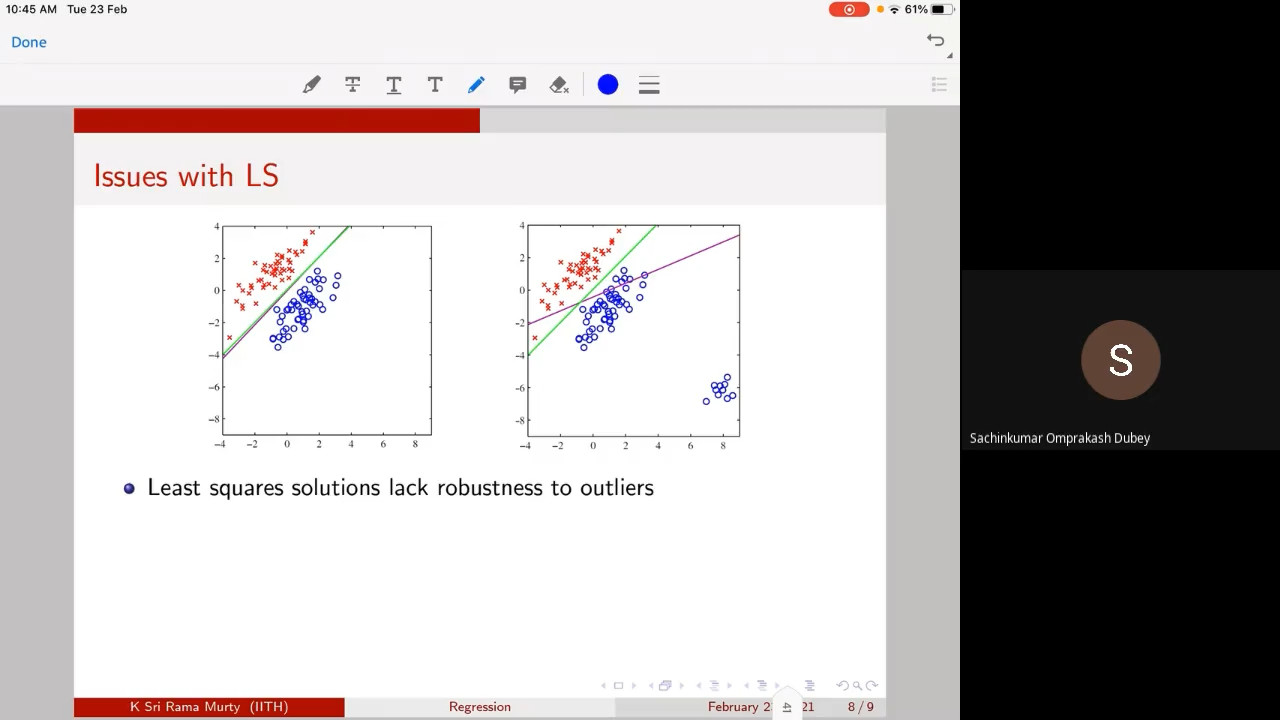 10:45 AM Tue 23 Feb
61%
Done
T T T
Issues with LS
4
2
0
−2
−4
−6
−8
−4 −2 0 2 4 6 8
4
2
0
−2
−4
−6
−8
−4 −2 0 2 4 6 8
Least squares solutions lack robustness to outliers
S
Sachinkumar Omprakash Dubey
K Sri Rama Murty (IITH) Regression February 2 21 8 / 9